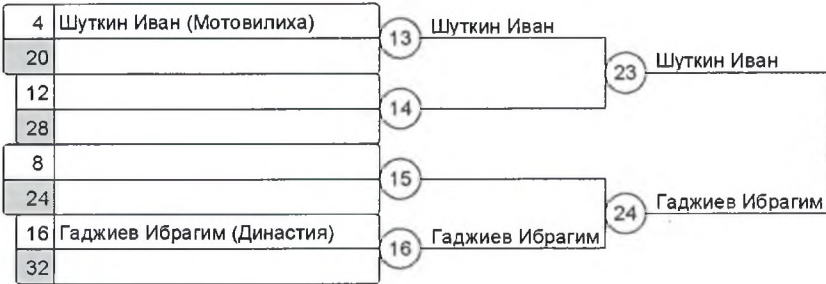 4 Шуткин Иван (Мотовилиха)
13 Шуткин Иван
20
23 Шуткин Иван
12
14
28
8
15
24
24 Гаджиев Ибрагим
16 Гаджиев Ибрагим (Династия)
16 Гаджиев Ибрагим
32